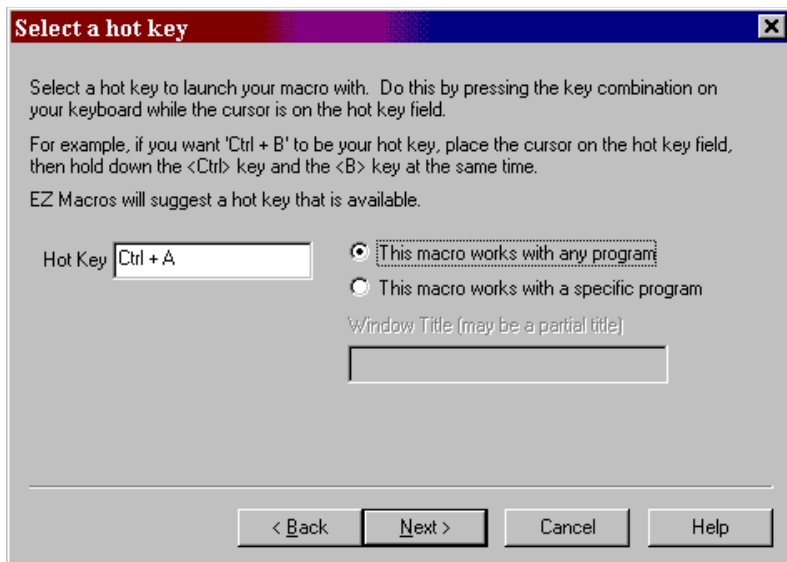 Select a hot key
Select a hot key to launch your macro with. Do this by pressing the key combination on
your keyboard while the cursor is on the hot key field.
For example, if you want 'Ctrl + B' to be your hot key, place the cursor on the hot key field,
then hold down the <Ctrl> key and the <B> key at the same time.
EZ Macros will suggest a hot key that is available.
Hot Key Ctrl + A
This macro works with any program
This macro works with a specific program
Window Title (may be a partial title)
< Back Next > Cancel Help